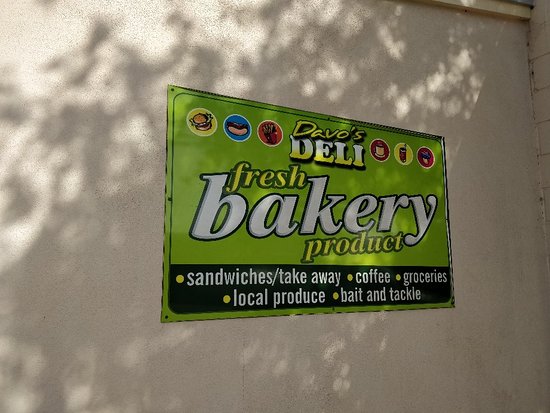 Davo's
DELI
fresh
bakery
product
• sandwiches/take away • coffee • groceries
• local produce • bait and tackle